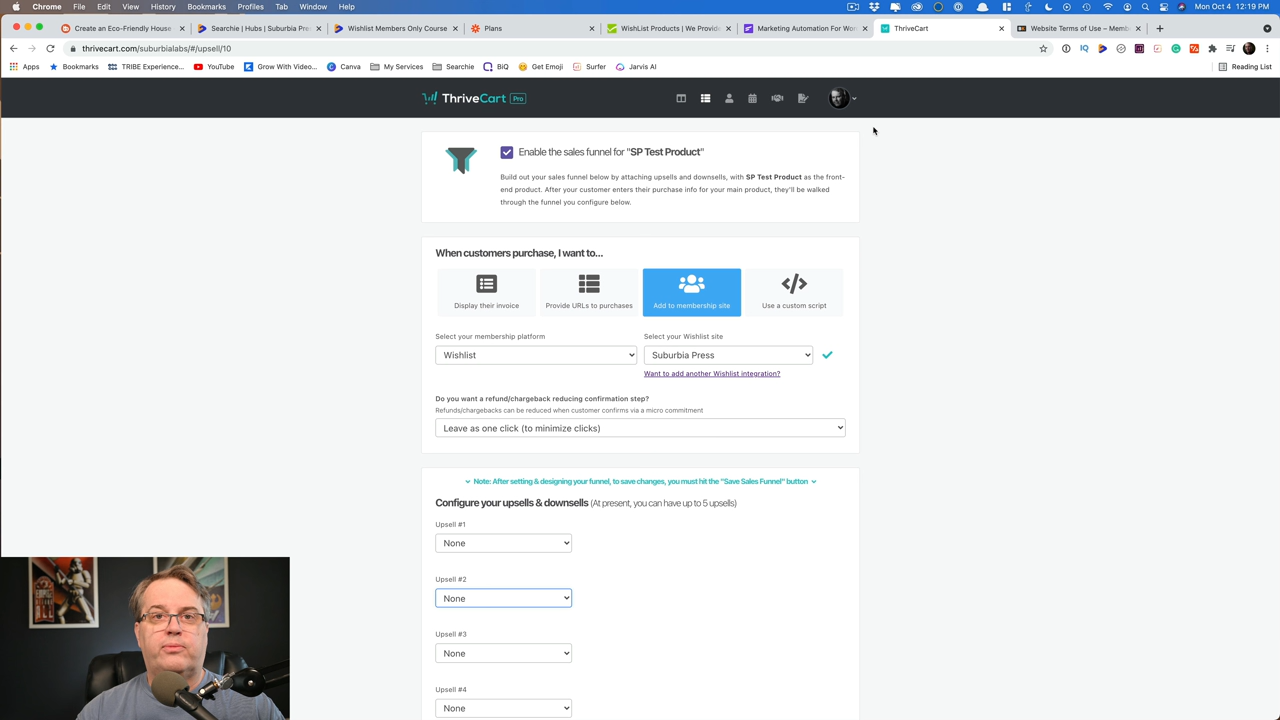 Chrome File Edit View History Bookmarks Profiles Tab Window Help
Mon Oct 4 12:19 PM
Create an Eco-Friendly House
Searchie | Hubs | Suburbia Pre
Wishlist Members Only Course
Plans
WishList Products | We Provide
Marketing Automation For Wo
ThriveCart
Website Terms of Use – Memb
thrivecart.com/suburbialabs/#/upsell/10
Apps Bookmarks TRIBE Experience... YouTube Grow With Video... Canva My Services Searchie BiQ Get Emoji Surfer Jarvis AI Reading List
ThriveCart Pro
Enable the sales funnel for "SP Test Product"
Build out your sales funnel below by attaching upsells and downsells, with SP Test Product as the front-
end product. After your customer enters their purchase info for your main product, they'll be walked
through the funnel you configure below.
When customers purchase, I want to...
Display their invoice
Provide URLs to purchases
Add to membership site
Use a custom script
Select your membership platform
Select your Wishlist site
Wishlist
Suburbia Press
Want to add another Wishlist integration?
Do you want a refund/chargeback reducing confirmation step?
Refunds/chargebacks can be reduced when customer confirms via a micro commitment
Leave as one click (to minimize clicks)
Note: After setting & designing your funnel, to save changes, you must hit the "Save Sales Funnel" button
Configure your upsells & downsells (At present, you can have up to 5 upsells)
Upsell #1
None
Upsell #2
None
Upsell #3
None
Upsell #4
None